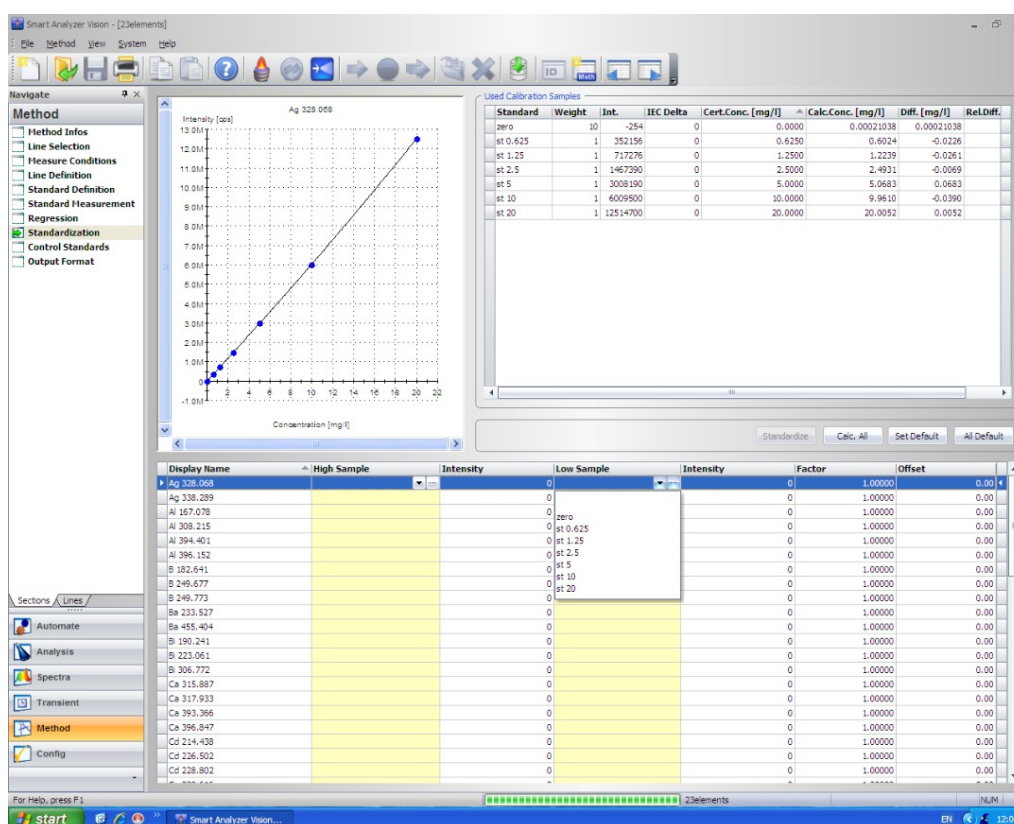 Smart Analyzer Vision - [23elements]
File Method View System Help
ID Meth
Navigate
Method
Method Infos
Line Selection
Measure Conditions
Line Definition
Standard Definition
Standard Measurement
Regression
Standardization
Control Standards
Output Format
Sections Lines
Automate
Analysis
Spectra
Transient
Method
Config
Ag 328.068
Intensity [cps]
13.0M
12.0M
11.0M
10.0M
9.0M
8.0M
7.0M
6.0M
5.0M
4.0M
3.0M
2.0M
1.0M
0
-1.0M
2 4 6 8 10 12 14 16 18 20 22
Concentration [mg/l]
Used Calibration Samples
Standard Weight Int. IEC Delta Cert.Conc. [mg/l] Calc.Conc. [mg/l] Diff. [mg/l] Rel.Diff.
zero 10 -254 0 0.0000 0.00021038 0.00021038
st 0.625 1 352156 0 0.6250 0.6024 -0.0226
st 1.25 1 717276 0 1.2500 1.2239 -0.0261
st 2.5 1 1467390 0 2.5000 2.4931 -0.0069
st 5 1 3008190 0 5.0000 5.0683 0.0683
st 10 1 6009500 0 10.0000 9.9610 -0.0390
st 20 1 12514700 0 20.0000 20.0052 0.0052
Standardize Calc. All Set Default All Default
Display Name High Sample Intensity Low Sample Intensity Factor Offset
Ag 328.068 0 0 1.00000 0.00
Ag 338.289 0 0 1.00000 0.00
Al 167.078 0 zero 0 1.00000 0.00
Al 308.215 0 st 0.625 0 1.00000 0.00
Al 394.401 0 st 1.25 0 1.00000 0.00
Al 396.152 0 st 2.5 0 1.00000 0.00
B 182.641 0 st 5 0 1.00000 0.00
B 249.677 0 st 10 0 1.00000 0.00
B 249.773 0 st 20 0 1.00000 0.00
Ba 233.527 0 0 1.00000 0.00
Ba 455.404 0 0 1.00000 0.00
Bi 190.241 0 0 1.00000 0.00
Bi 223.061 0 0 1.00000 0.00
Bi 306.772 0 0 1.00000 0.00
Ca 315.887 0 0 1.00000 0.00
Ca 317.933 0 0 1.00000 0.00
Ca 393.366 0 0 1.00000 0.00
Ca 396.847 0 0 1.00000 0.00
Cd 214.438 0 0 1.00000 0.00
Cd 226.502 0 0 1.00000 0.00
Cd 228.802 0 0 1.00000 0.00
For Help, press F1 23elements NUM
start Smart Analyzer Vision... EN 12:0